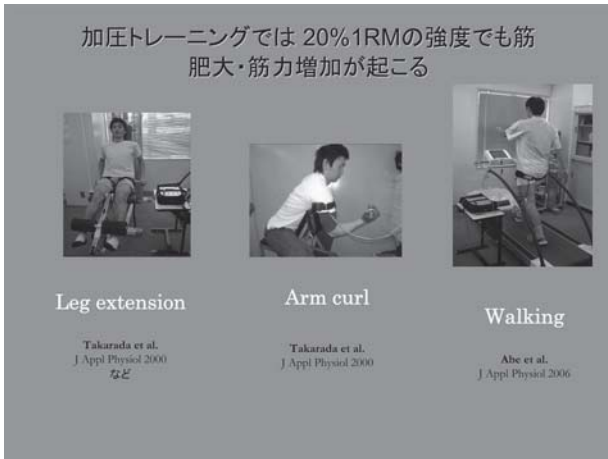 加圧トレーニングでは 20%1RMの強度でも筋
肥大・筋力増加が起こる
Leg extension
Takarada et al.
J Appl Physiol 2000
など
Arm curl
Takarada et al.
J Appl Physiol 2000
Walking
Abe et al.
J Appl Physiol 2006